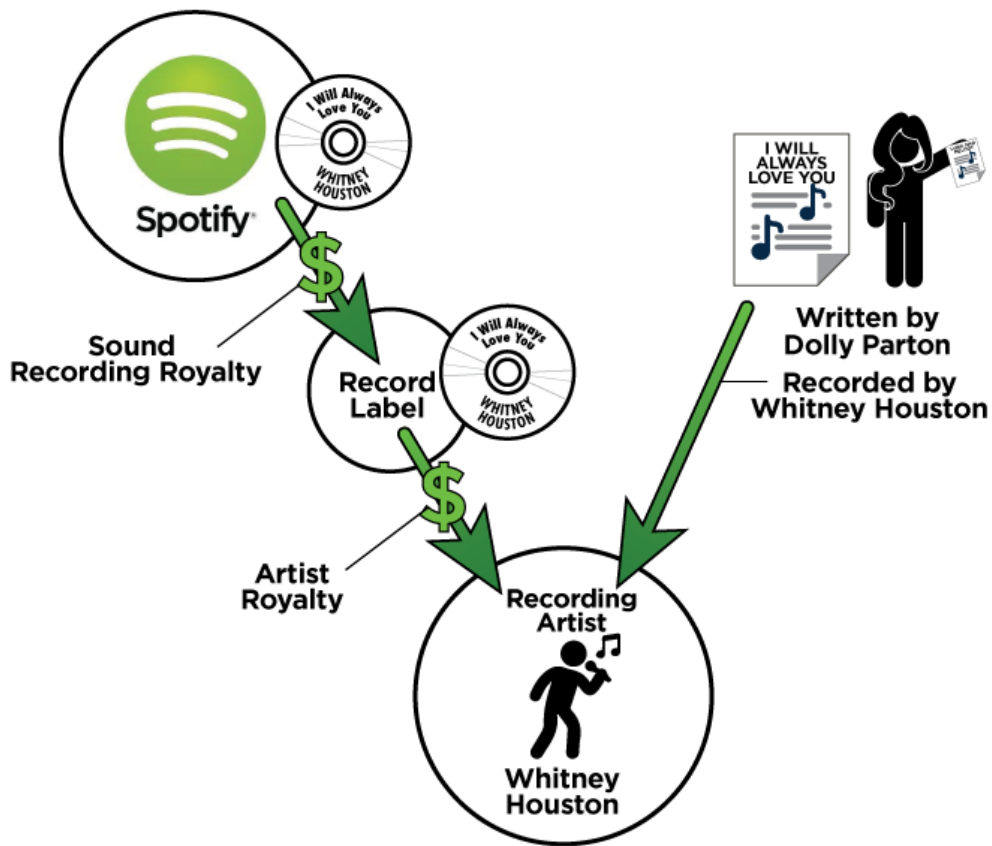 I Will Always
Love You
WHITNEY
HOUSTON
Spotify®
I WILL
ALWAYS
LOVE YOU
Written by
Dolly Parton
Recorded by
Whitney Houston
Sound
Recording Royalty
$
I Will Always
Love You
WHITNEY
HOUSTON
Record
Label
$
Artist
Royalty
Recording
Artist
Whitney
Houston